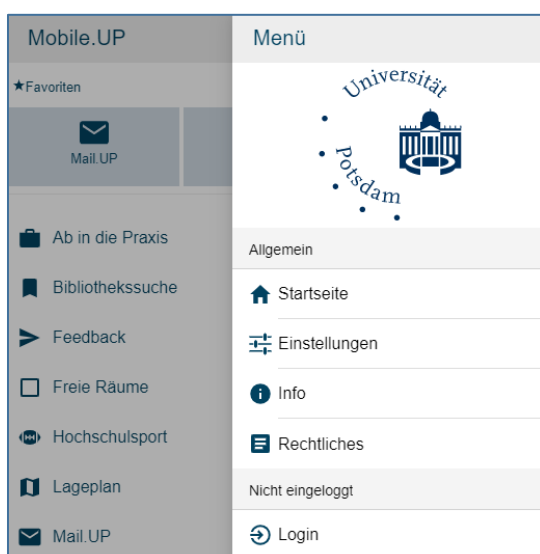 Mobile.UP
★Favoriten
Mail.UP
Ab in die Praxis
Bibliothekssuche
Feedback
Freie Räume
Hochschulsport
Lageplan
Mail.UP
Menü
Universität
Potsdam
Allgemein
Startseite
Einstellungen
Info
Rechtliches
Nicht eingeloggt
Login